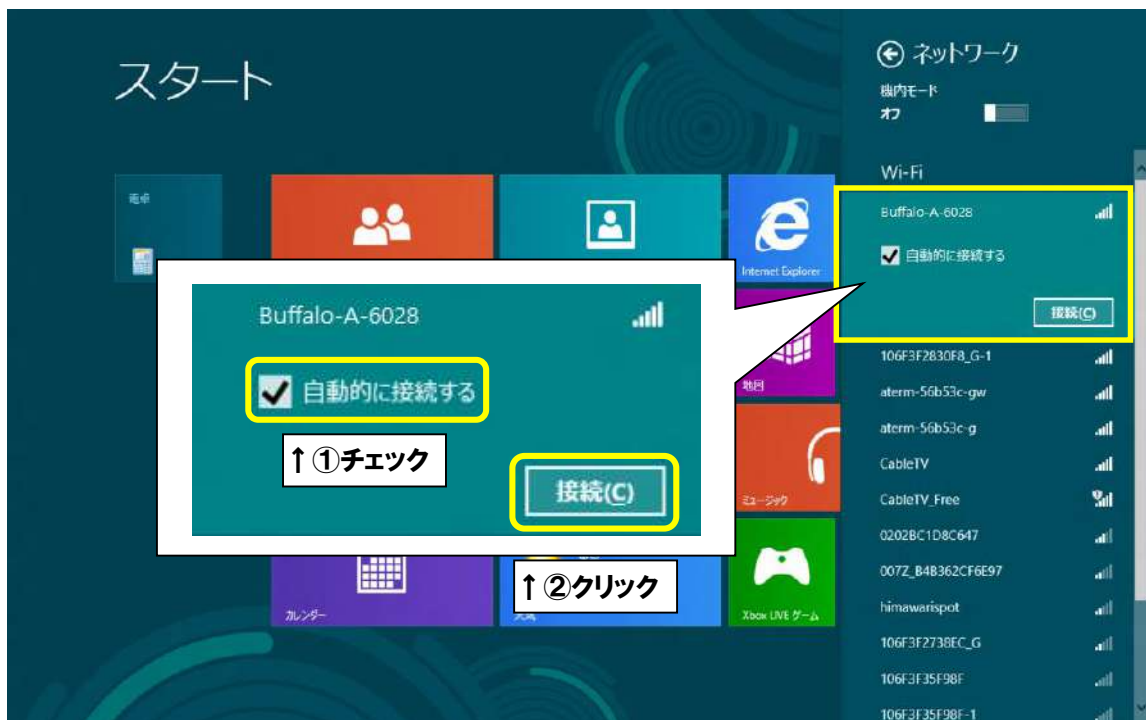 スタート
ネットワーク
機内モード
オフ
Wi-Fi
Buffalo-A-6028
自動的に接続する
接続(C)
106F3F2830F8_G-1
aterm-56b53c-gw
aterm-56b53c-g
CableTV
CableTV_Free
0202BC1D8C647
007Z_B4B362CF6E97
himawarispot
106F3F2738EC_G
106F3F35F98F
106F3F35F98F-1
電卓
Internet Explorer
地図
ミュージック
カレンダー
Xbox LIVE ゲーム
Buffalo-A-6028
自動的に接続する
↑①チェック
接続(C)
↑②クリック